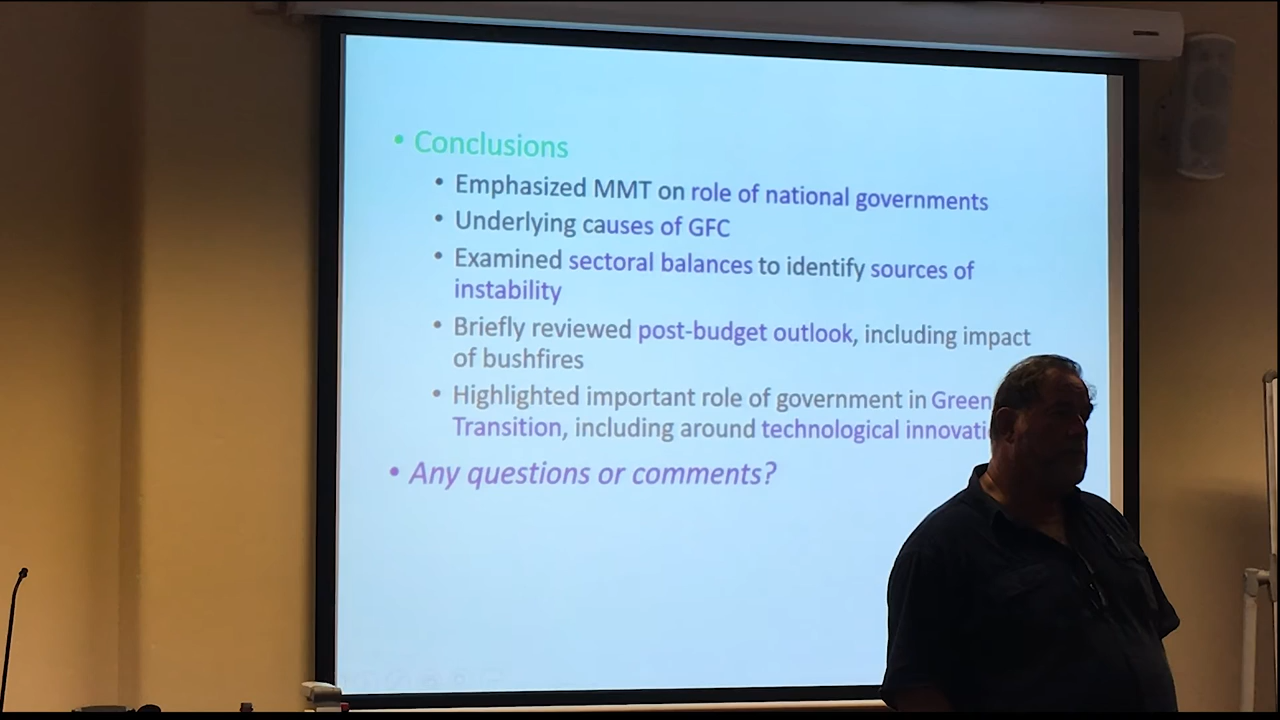 • Conclusions
• Emphasized MMT on role of national governments
• Underlying causes of GFC
• Examined sectoral balances to identify sources of
instability
• Briefly reviewed post-budget outlook, including impact
of bushfires
• Highlighted important role of government in Green
Transition, including around technological
• Any questions or comments?